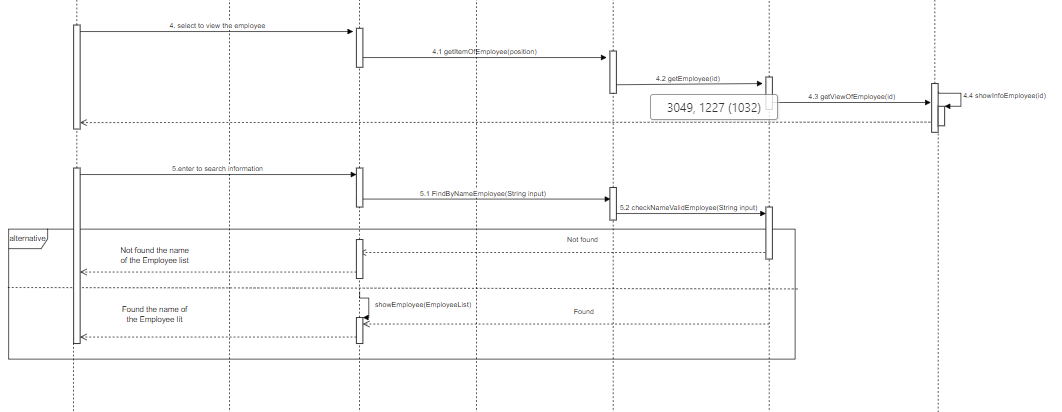 4. select to view the employee
4.1 getItemOfEmployee(position)
4.2 getEmployee(id)
4.3 getViewOfEmployee(id)
4.4 showInfoEmployee(id)
3049, 1227 (1032)
5.enter to search information
5.1 FindByNameEmployee(String input)
5.2 checkNameValidEmployee(String input)
alternative
Not found
Not found the name
of the Employee list
showEmployee(EmployeeList)
Found
Found the name of
the Employee lit